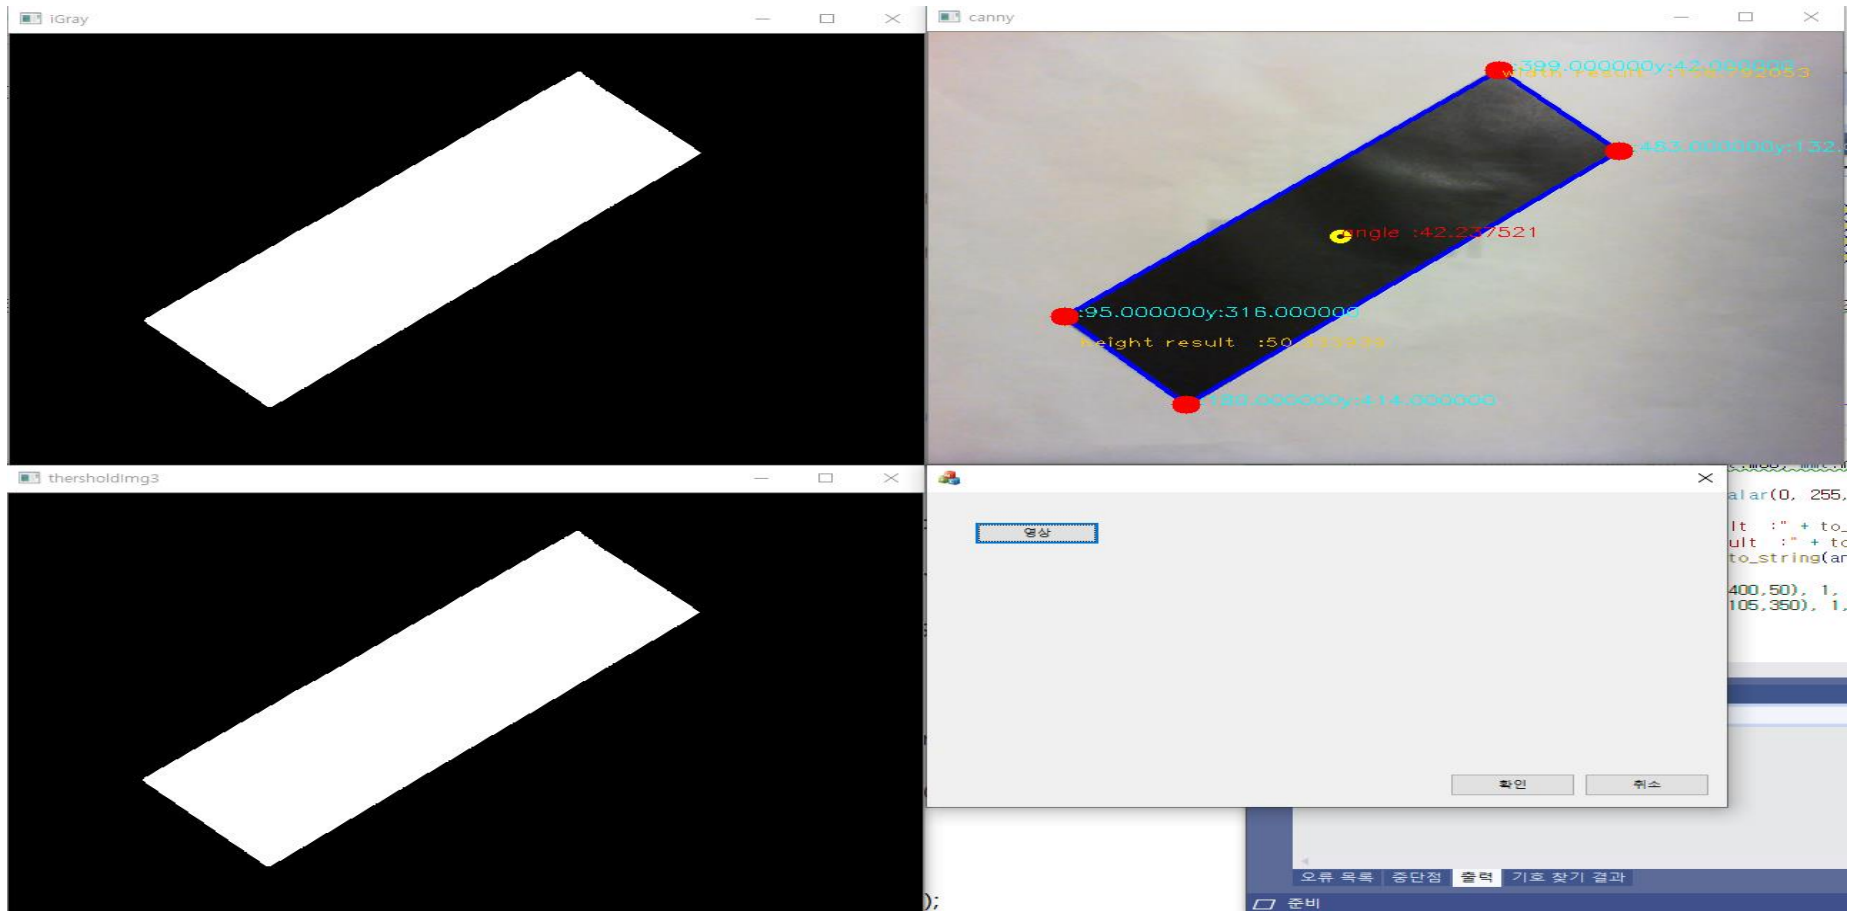 iGray
canny
:399.000000y:42.000000
width result
:483.000000y:132.
angle :42.237521
:95.000000y:316.000000
height result :50
y:414.000000
thersholdImg3
영상
확인
취소
alar(0, 255,
lt :" + to_
ult :" + to
to_string(ar
400,50), 1,
105,350), 1,
);
오류 목록
중단점
출력
기호 찾기 결과
준비